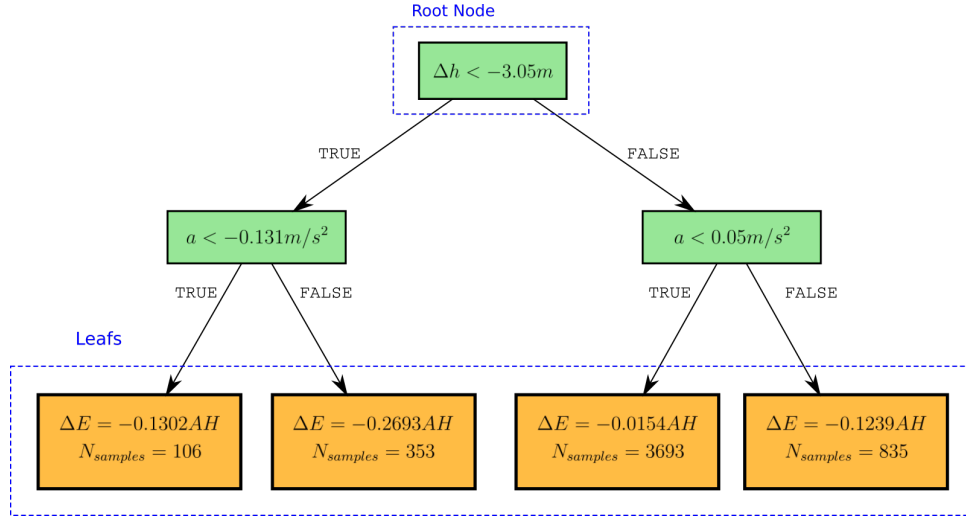 Root Node
Δh < −3.05m
TRUE
FALSE
a < −0.131m/s²
a < 0.05m/s²
TRUE
FALSE
TRUE
FALSE
Leafs
ΔE = −0.1302AH
N_samples = 106
ΔE = −0.2693AH
N_samples = 353
ΔE = −0.0154AH
N_samples = 3693
ΔE = −0.1239AH
N_samples = 835